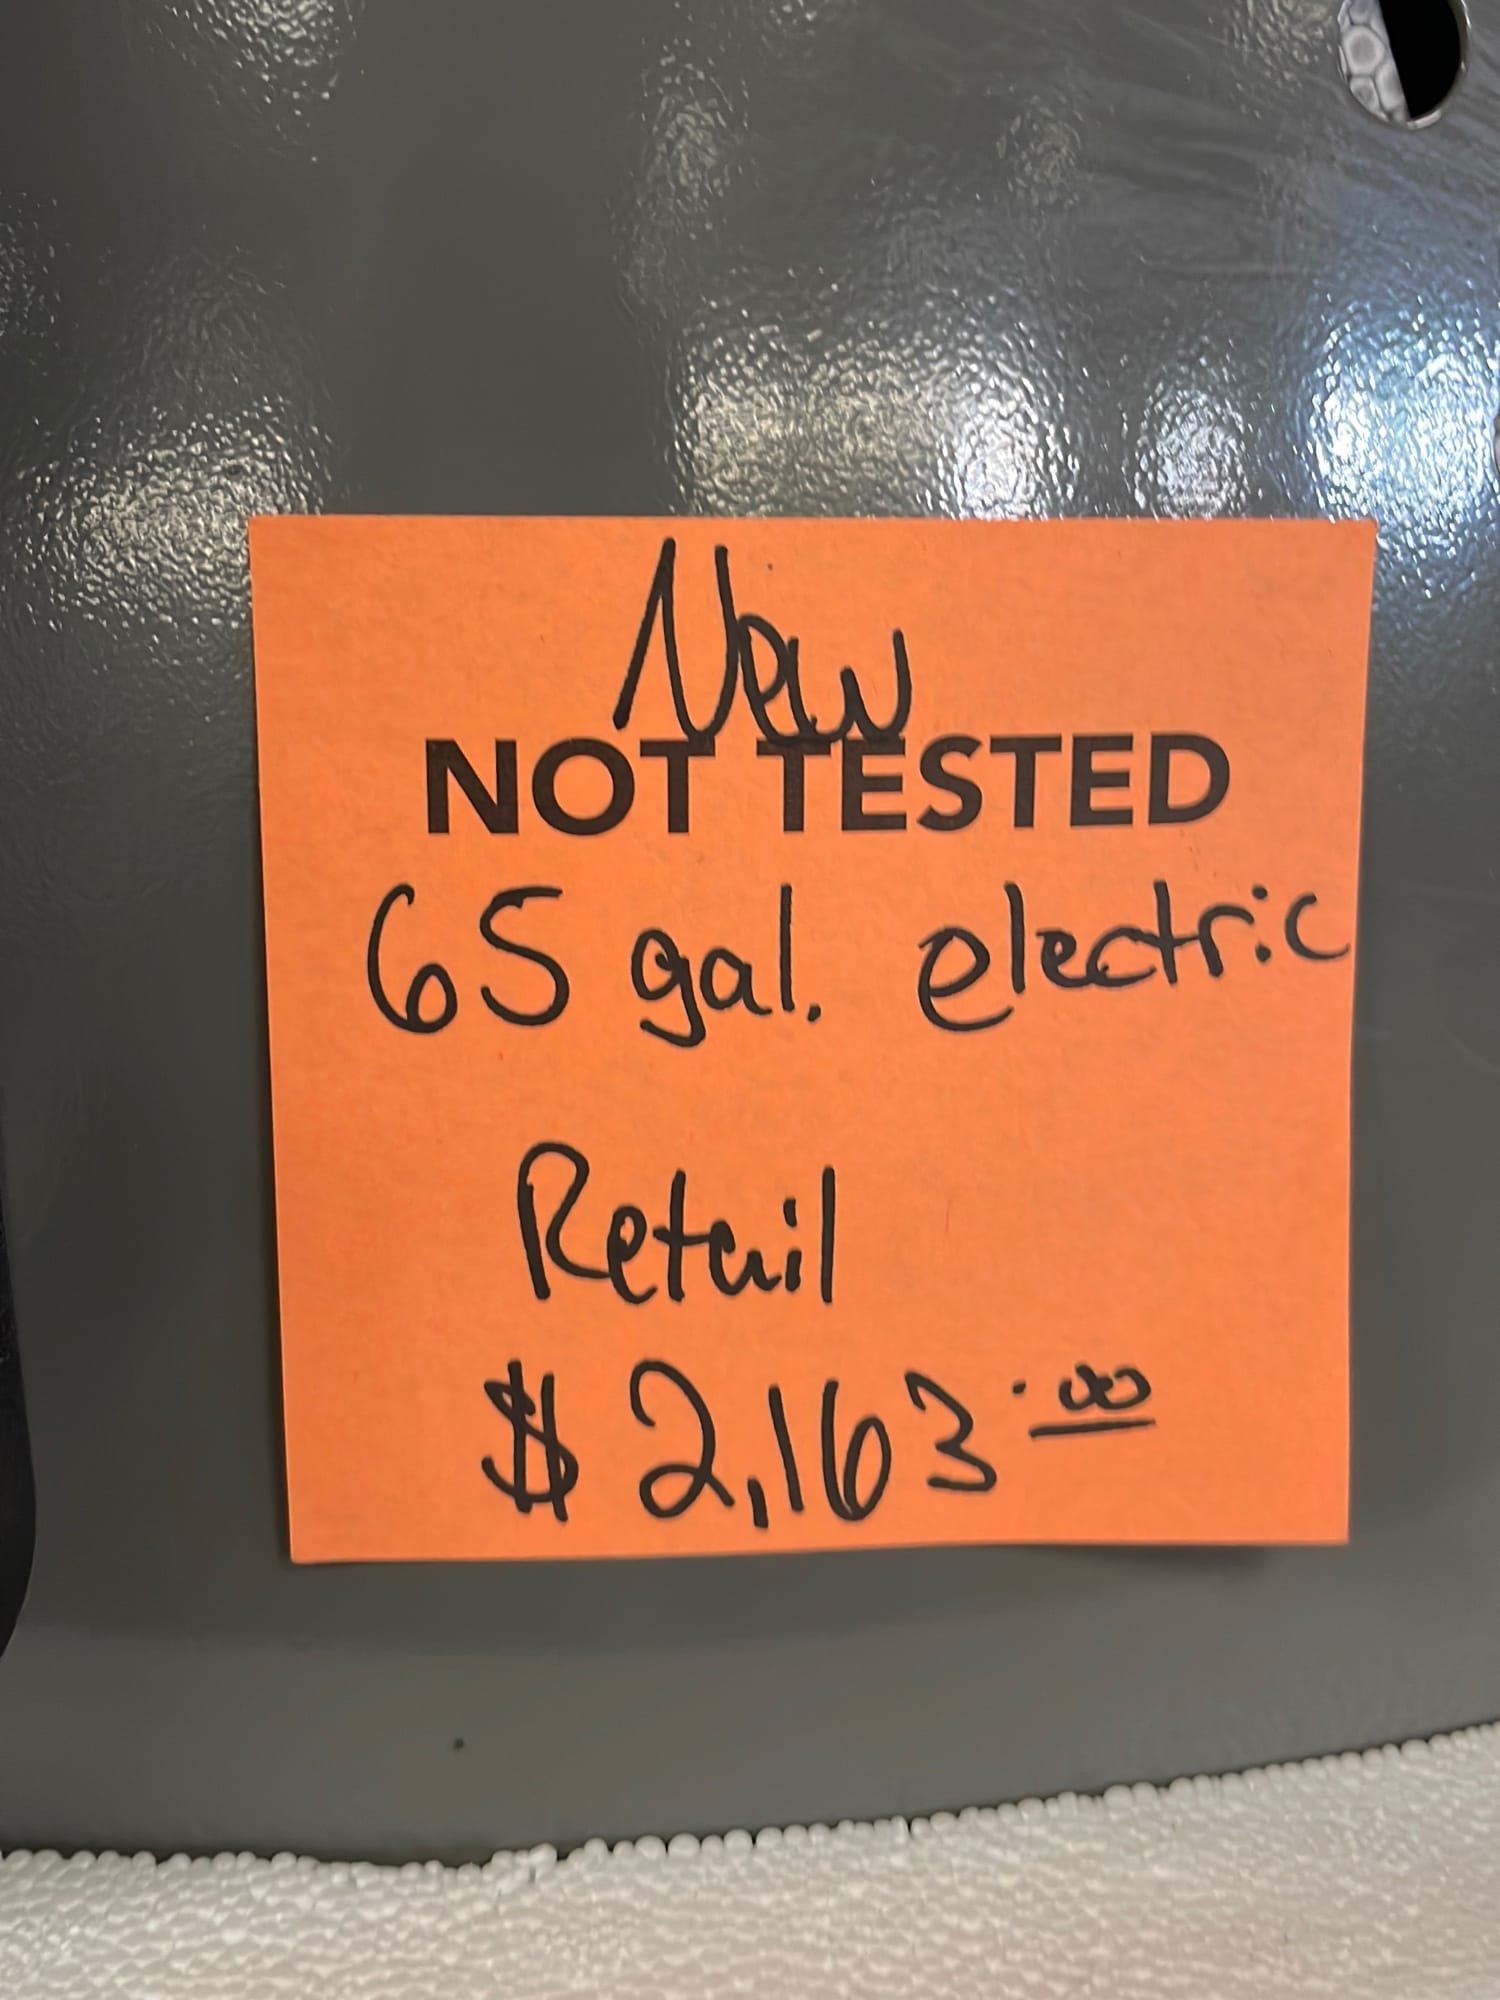 New
NOT TESTED
65 gal. electric
Retail
$2,163.00